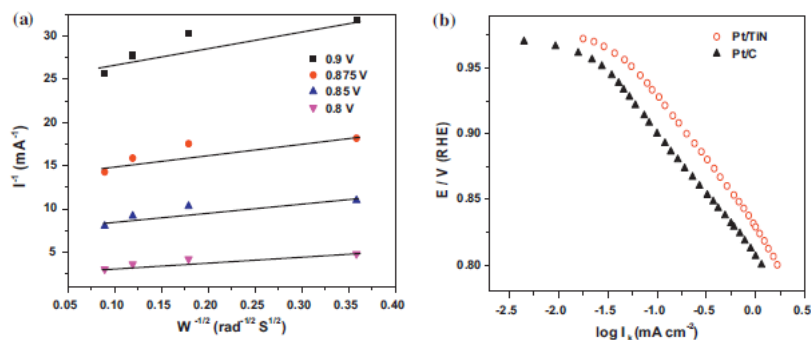 (a)
30
25
20
15
10
5
I⁻¹ (mA⁻¹)
0.9 V
0.875 V
0.85 V
0.8 V
0.05 0.10 0.15 0.20 0.25 0.30 0.35 0.40
W⁻¹/² (rad⁻¹/² S¹/²)
(b)
Pt/TiN
Pt/C
0.95
0.90
0.85
0.80
E / V (RHE)
-2.5 -2.0 -1.5 -1.0 -0.5 0.0 0.5
log Iₖ(mA cm⁻²)